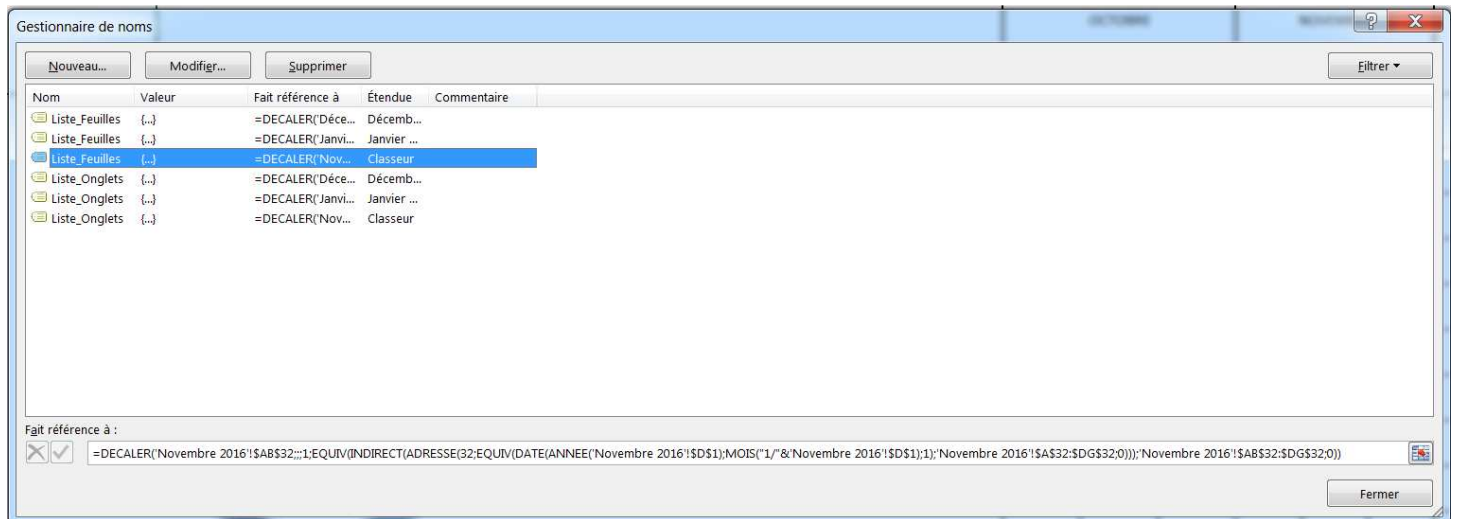 Gestionnaire de noms
OCTOBRE
Nouveau... Modifier... Supprimer Filtrer
Nom Valeur Fait référence à Étendue Commentaire
Liste_Feuilles {...} =DECALER('Déce... Décemb...
Liste_Feuilles {...} =DECALER('Janvi... Janvier ...
Liste_Feuilles {...} =DECALER('Nov... Classeur
Liste_Onglets {...} =DECALER('Déce... Décemb...
Liste_Onglets {...} =DECALER('Janvi... Janvier ...
Liste_Onglets {...} =DECALER('Nov... Classeur
Fait référence à :
=DECALER('Novembre 2016'!$AB$32;;;1;EQUIV(INDIRECT(ADRESSE(32;EQUIV(DATE(ANNEE('Novembre 2016'!$D$1);MOIS("1/"&'Novembre 2016'!$D$1);1);'Novembre 2016'!$A$32:$DG$32;0)));'Novembre 2016'!$AB$32:$DG$32;0))
Fermer